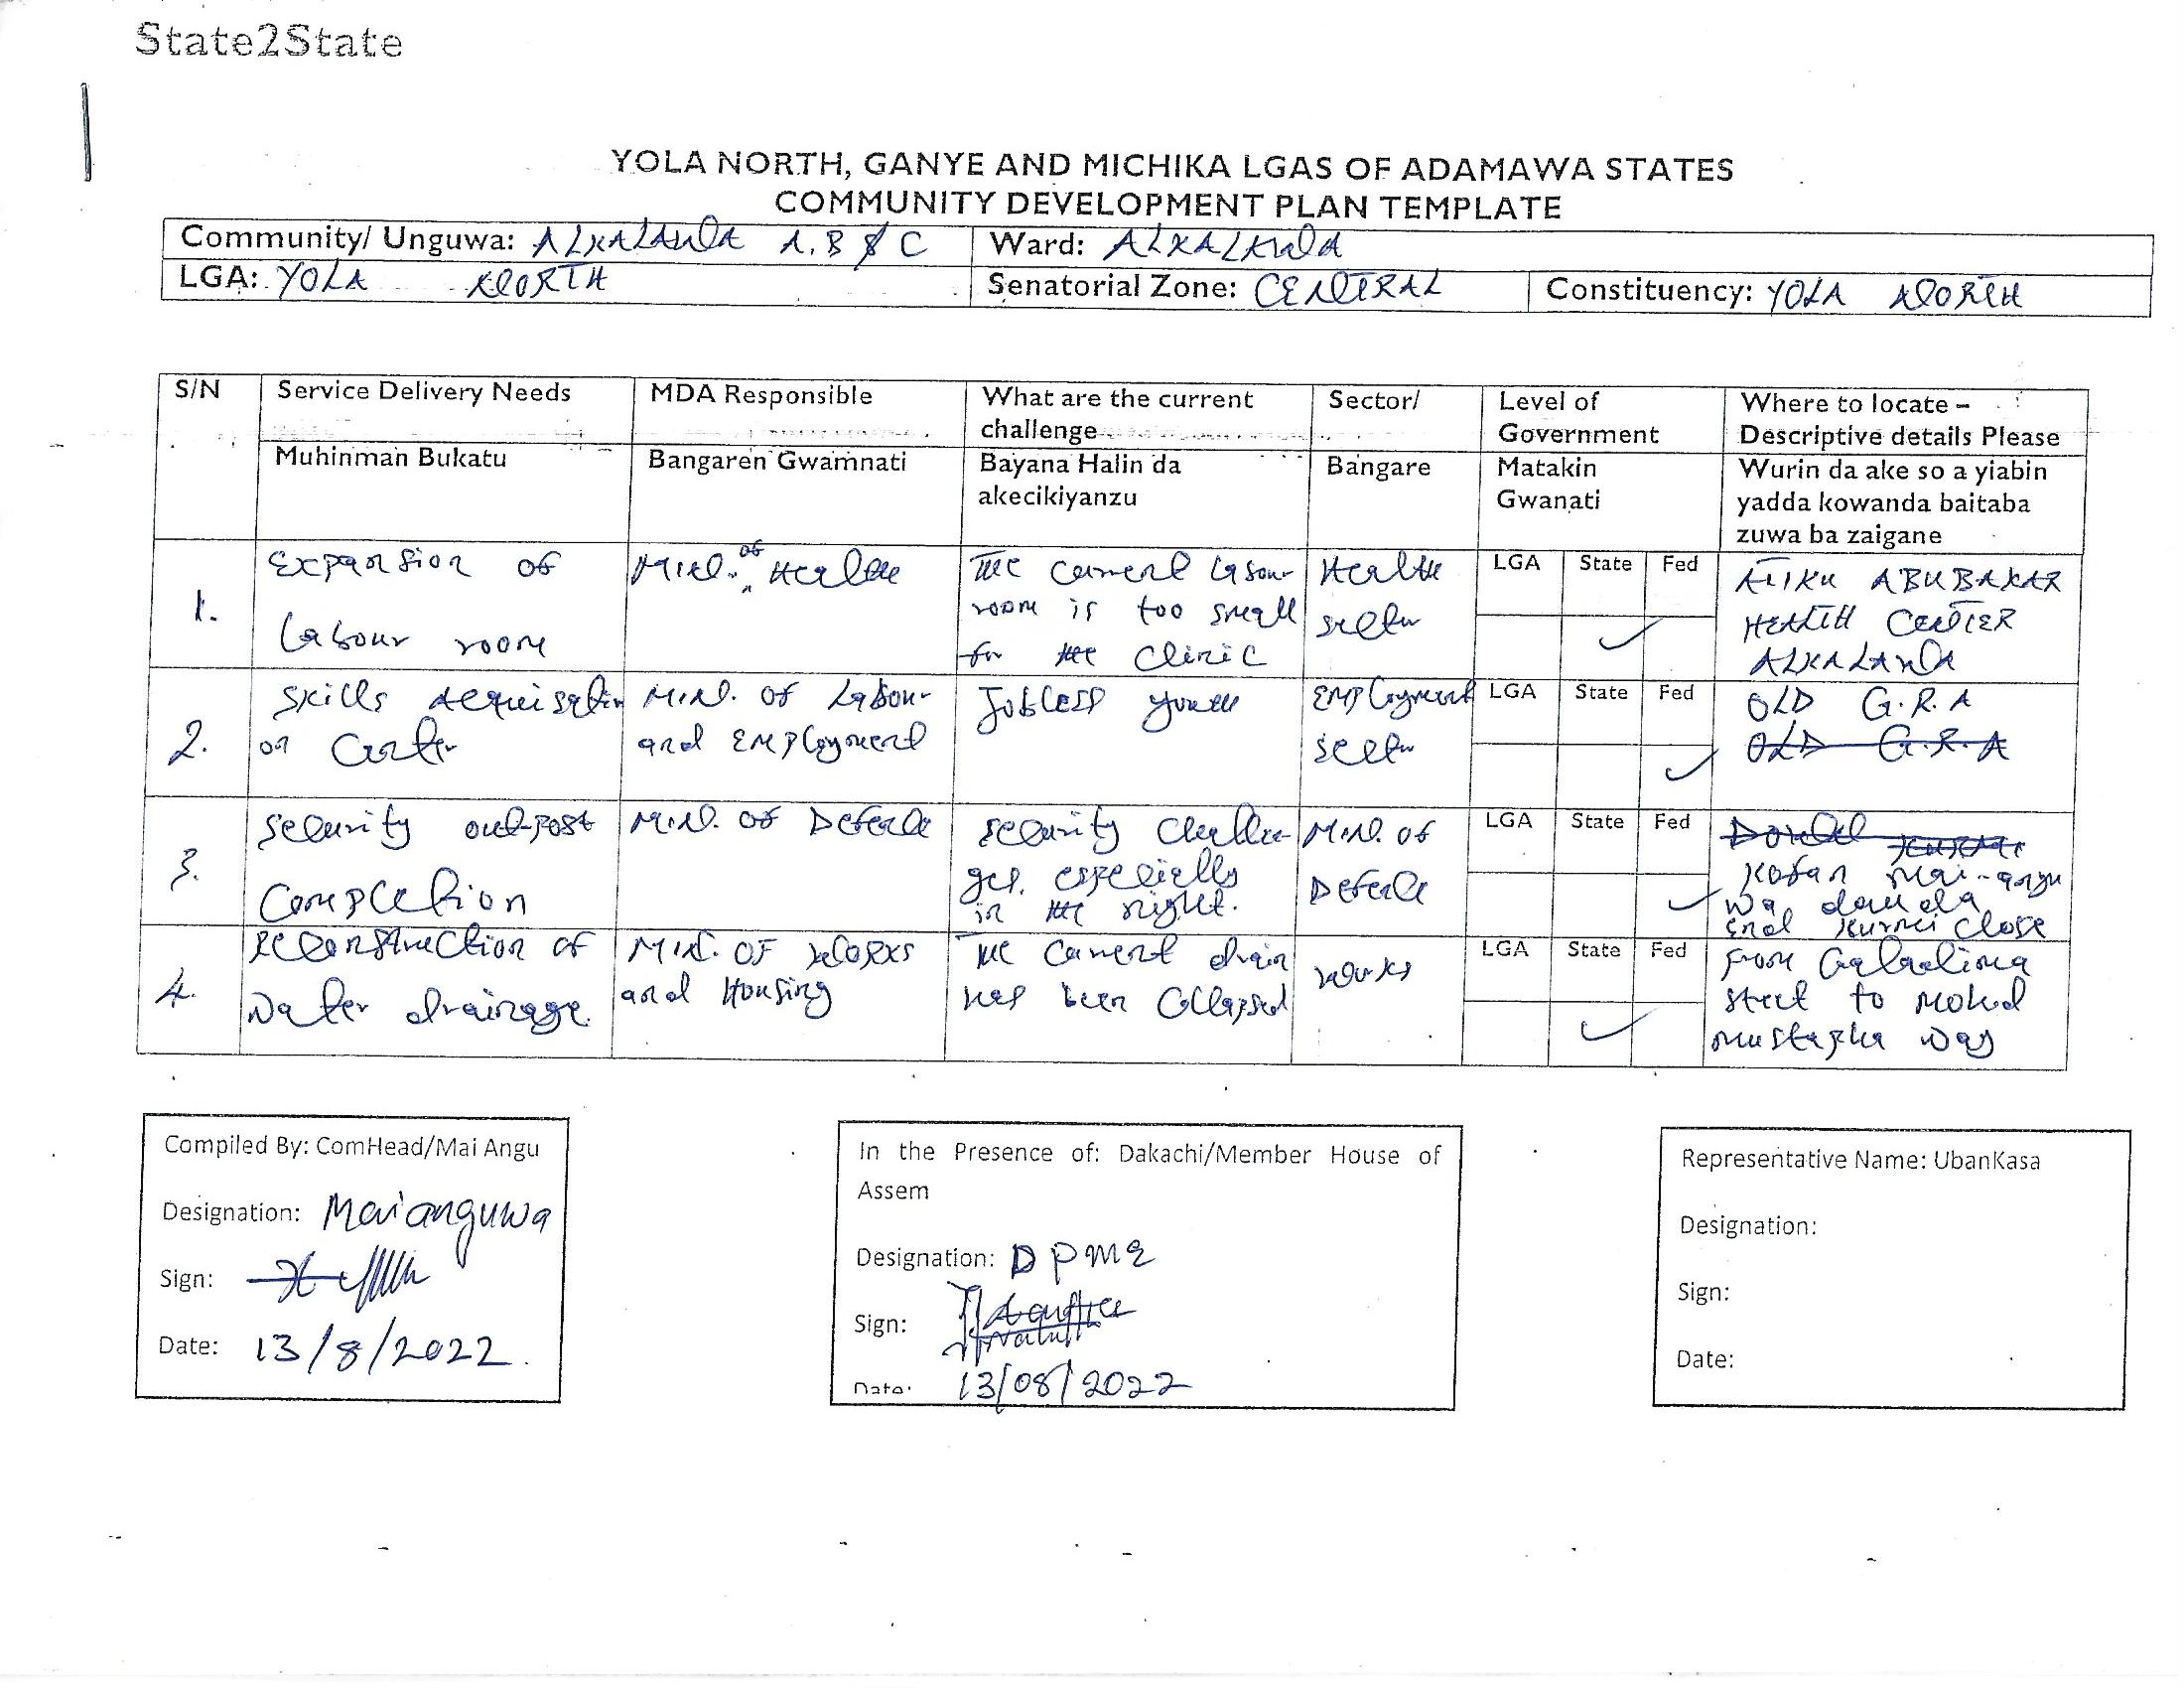 State2State
YOLA NORTH, GANYE AND MICHIKA LGAS OF ADAMAWA STATES
COMMUNITY DEVELOPMENT PLAN TEMPLATE
Community/ Unguwa: ALKALAWA A, B & C Ward: ALKALAWA
LGA: YOLA NORTH Senatorial Zone: CENTRAL Constituency: YOLA NORTH
S/N Service Delivery Needs MDA Responsible What are the current challenge Sector/ Level of Government Where to locate – Descriptive details Please
Muhinman Bukatu Bangaren Gwamnati Bayana Halin da akecikiyanzu Bangare Matakin Gwanati Wurin da ake so a yiabin yadda kowanda baitaba zuwa ba zaigane
1. Expansion of Labour room Min. of Health The current labour room is too small for the clinic Health sector LGA State ✓ Fed ATIKU ABUBAKAR HEALTH CENTER ALKALAWA
2. Skills Acquisition Center Min. of Labour and Employment Jobless youth Employment sector LGA State Fed ✓ OLD G.R.A OLD G.R.A
3. Security out-post Completion Min. of Defence Security challenges, especially in the night. Min. of Defence LGA State Fed ✓ Kofan mai-angu wa dauda end kunni close
4. Reconstruction of Water drainage. Min. of Works and Housing The current drain has been collapsed works LGA State ✓ Fed From Galadima street to Mohd Mustapha way
Compiled By: ComHead/Mai Angu
Designation: Maianguwa
Sign:
Date: 13/8/2022.
In the Presence of: Dakachi/Member House of
Assem
Designation: DPME
Sign:
Date: 13/08/2022
Representative Name: UbanKasa
Designation:
Sign:
Date: